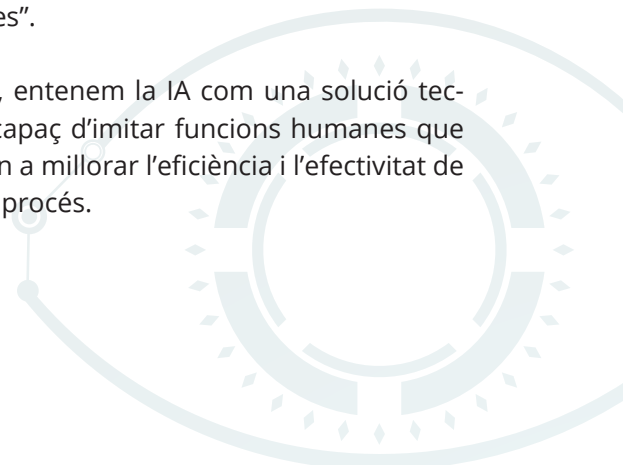 es”.
, entenem la IA com una solució tec-
capaç d’imitar funcions humanes que
n a millorar l’eficiència i l’efectivitat de
procés.